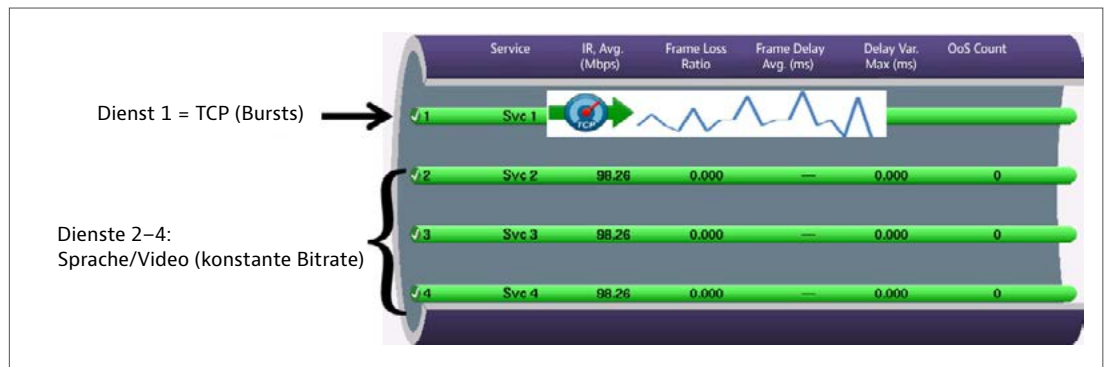 Service IR, Avg. (Mbps) Frame Loss Ratio Frame Delay Avg. (ms) Delay Var. Max (ms) OoS Count
Dienst 1 = TCP (Bursts)
1 Svc 1 TCP
2 Svc 2 98.26 0.000 — 0.000 0
Dienste 2–4:
Sprache/Video (konstante Bitrate)
3 Svc 3 98.26 0.000 — 0.000 0
4 Svc 4 98.26 0.000 — 0.000 0